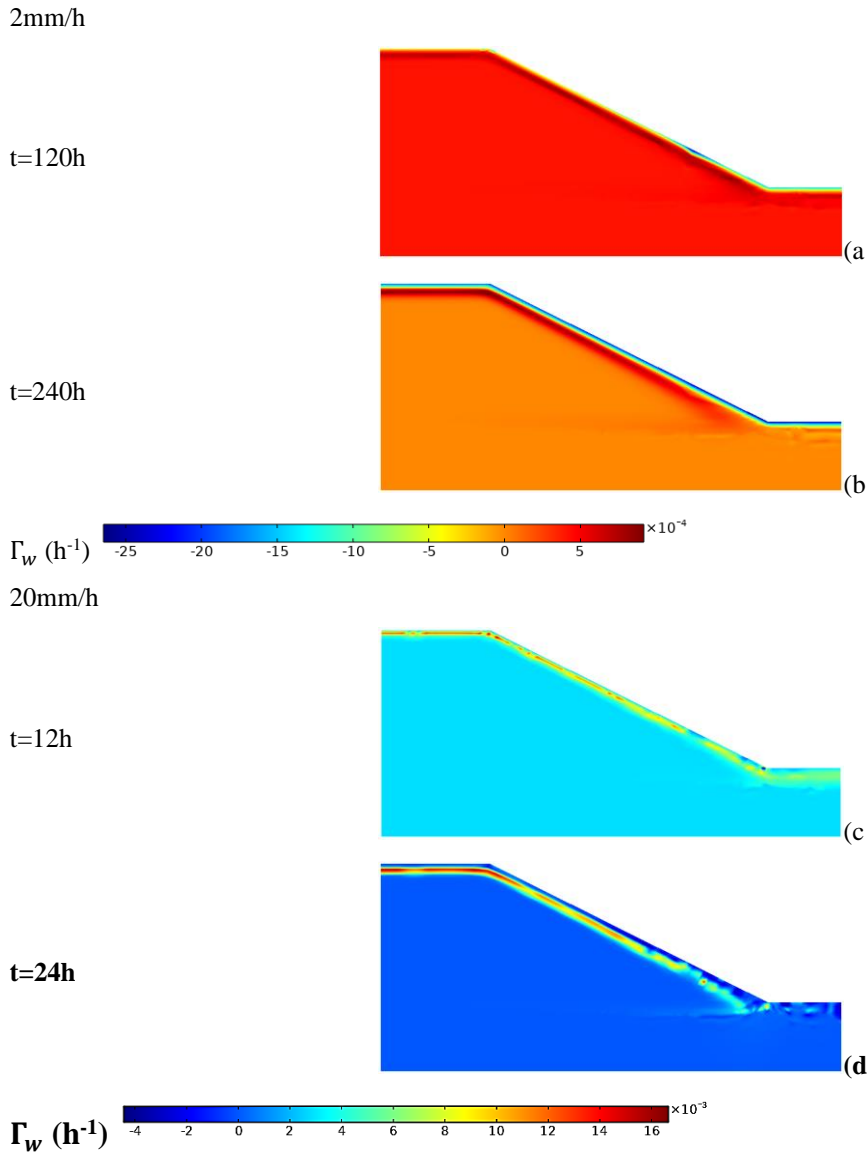 2mm/h
t=120h
(a
t=240h
(b
Γw (h-1) -25 -20 -15 -10 -5 0 5 ×10−4
20mm/h
t=12h
(c
t=24h
(d
Γw (h-1) -4 -2 0 2 4 6 8 10 12 14 16 ×10−3